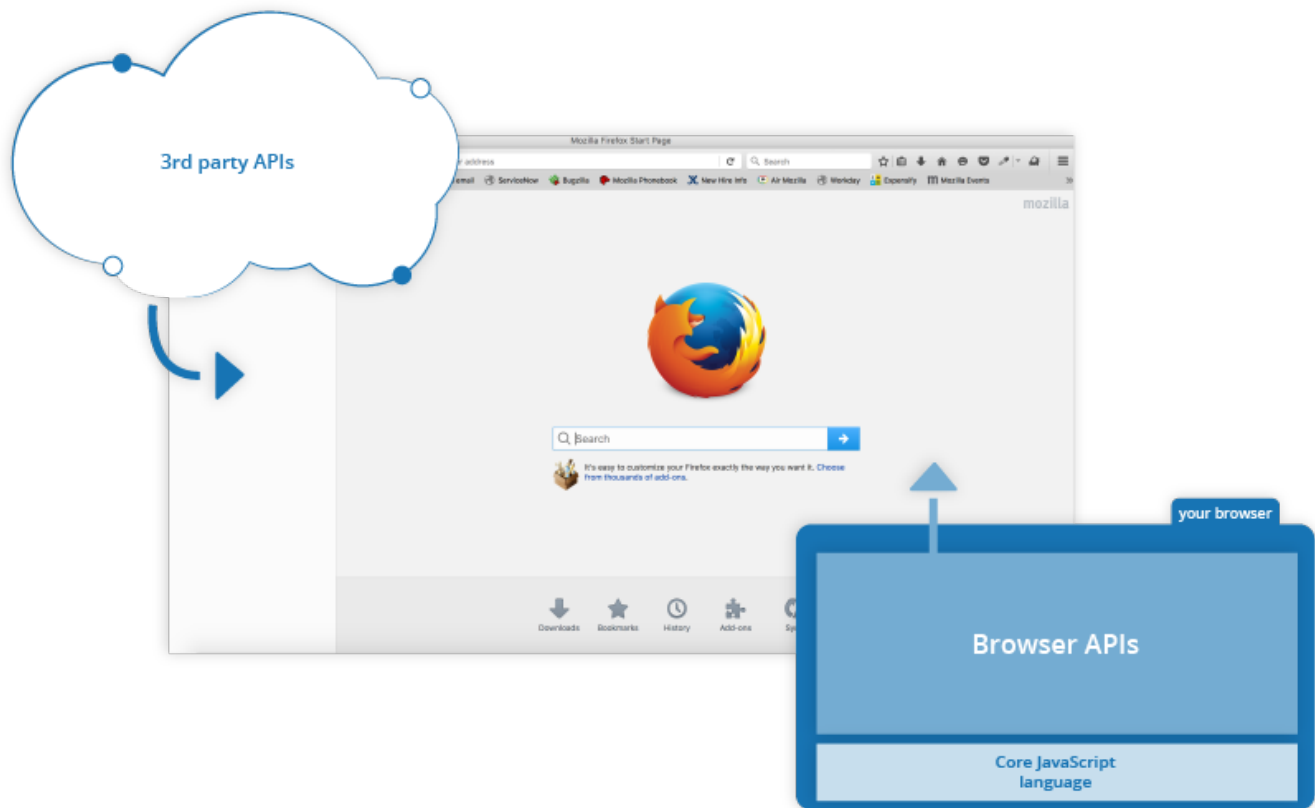 3rd party APIs
Mozilla Firefox Start Page
address
Search
email ServiceNow Bugzilla Mozilla Phonebook New Hire Info Air Mozilla Workday Expensify Mozilla Events
mozilla
Search
It's easy to customize your Firefox exactly the way you want it. Choose
from thousands of add-ons.
your browser
Downloads Bookmarks History Add-ons
Browser APIs
Core JavaScript
language